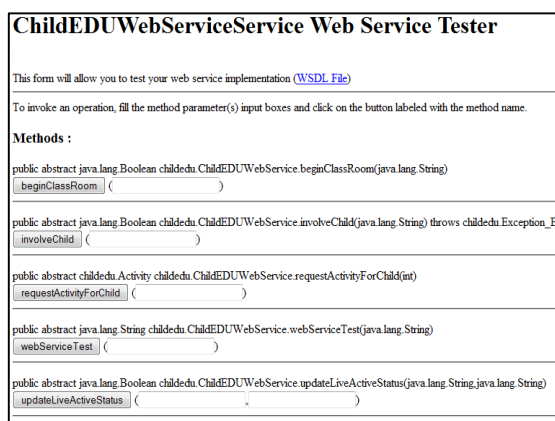 ChildEDUWebServiceService Web Service Tester
This form will allow you to test your web service implementation (WSDL File)
To invoke an operation, fill the method parameter(s) input boxes and click on the button labeled with the method name.
Methods :
public abstract java.lang.Boolean childedu.ChildEDUWebService.beginClassRoom(java.lang.String)
beginClassRoom ( )
public abstract java.lang.Boolean childedu.ChildEDUWebService.involveChild(java.lang.String) throws childedu.Exception_E
involveChild ( )
public abstract childedu.Activity childedu.ChildEDUWebService.requestActivityForChild(int)
requestActivityForChild ( )
public abstract java.lang.String childedu.ChildEDUWebService.webServiceTest(java.lang.String)
webServiceTest ( )
public abstract java.lang.Boolean childedu.ChildEDUWebService.updateLiveActiveStatus(java.lang.String,java.lang.String)
updateLiveActiveStatus ( , )